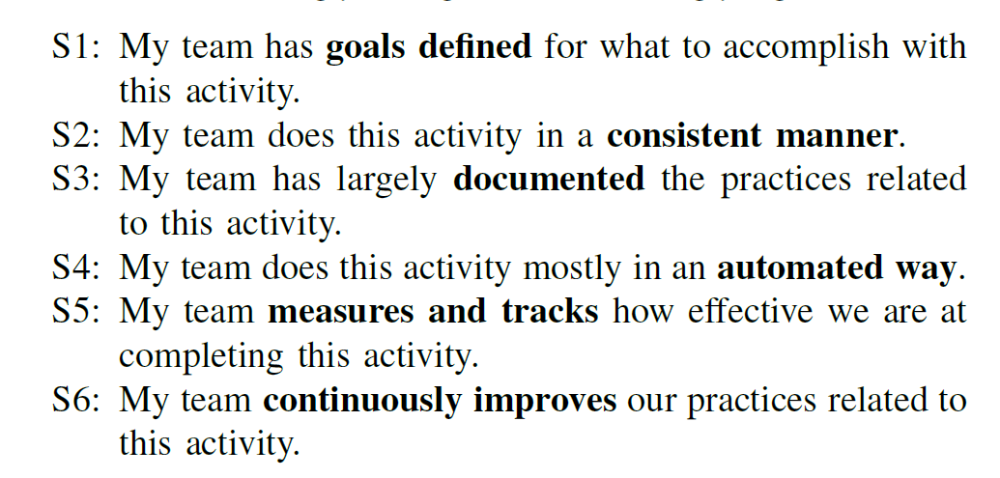 S1: My team has goals defined for what to accomplish with
this activity.
S2: My team does this activity in a consistent manner.
S3: My team has largely documented the practices related
to this activity.
S4: My team does this activity mostly in an automated way.
S5: My team measures and tracks how effective we are at
completing this activity.
S6: My team continuously improves our practices related to
this activity.